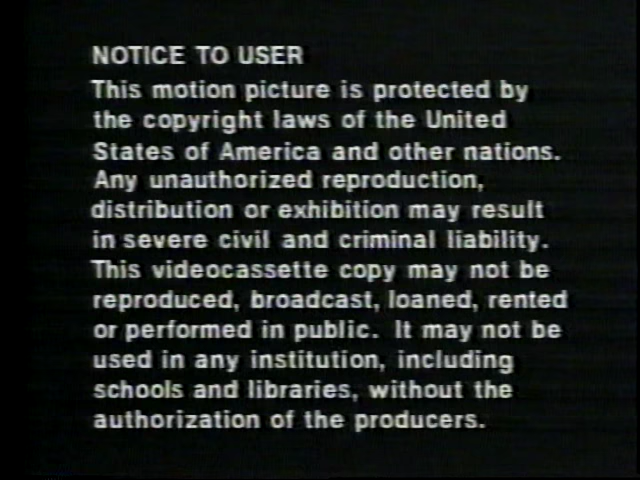 NOTICE TO USER
This motion picture is protected by
the copyright laws of the United
States of America and other nations.
Any unauthorized reproduction,
distribution or exhibition may result
in severe civil and criminal liability.
This videocassette copy may not be
reproduced, broadcast, loaned, rented
or performed in public. It may not be
used in any institution, including
schools and libraries, without the
authorization of the producers.